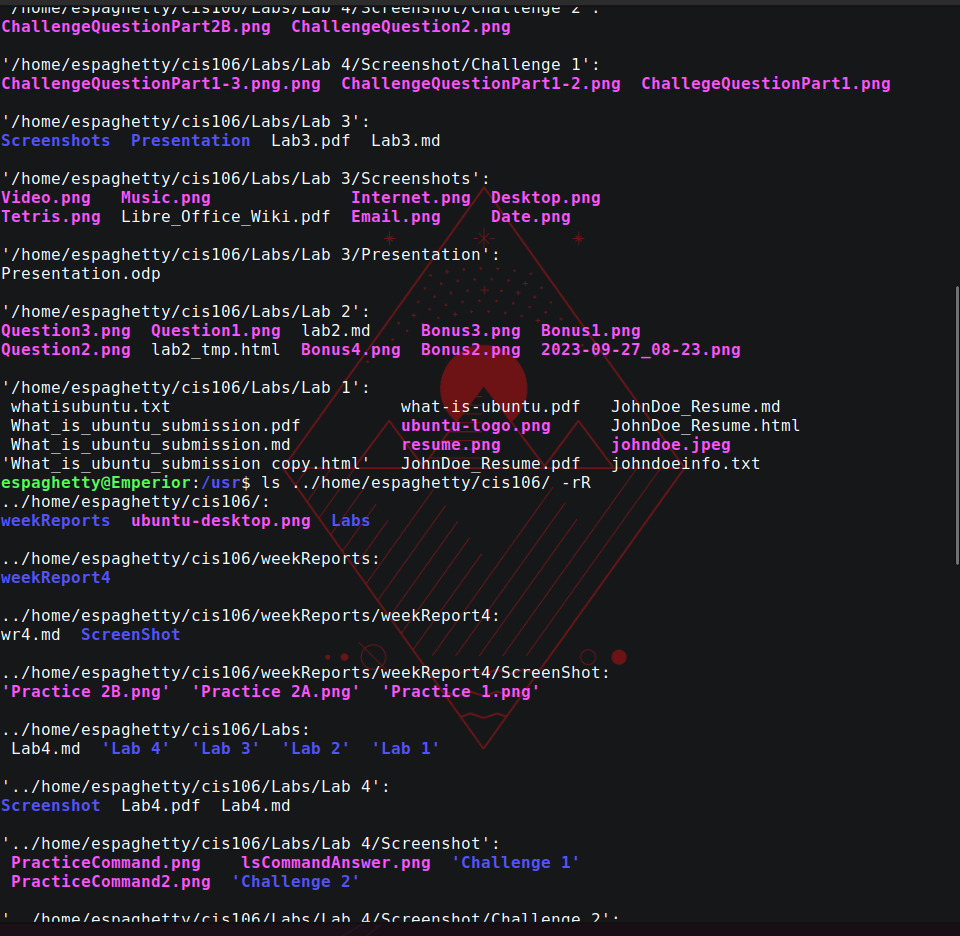 '/home/espaghetty/cis106/Labs/Lab 4/Screenshot/Challenge 2':
ChallengeQuestionPart2B.png  ChallengeQuestion2.png
'/home/espaghetty/cis106/Labs/Lab 4/Screenshot/Challenge 1':
ChallengeQuestionPart1-3.png.png  ChallengeQuestionPart1-2.png  ChallegeQuestionPart1.png
'/home/espaghetty/cis106/Labs/Lab 3':
Screenshots  Presentation  Lab3.pdf  Lab3.md
'/home/espaghetty/cis106/Labs/Lab 3/Screenshots':
Video.png   Music.png              Internet.png  Desktop.png
Tetris.png  Libre_Office_Wiki.pdf  Email.png     Date.png
'/home/espaghetty/cis106/Labs/Lab 3/Presentation':
Presentation.odp
'/home/espaghetty/cis106/Labs/Lab 2':
Question3.png  Question1.png  lab2.md     Bonus3.png  Bonus1.png
Question2.png  lab2_tmp.html  Bonus4.png  Bonus2.png  2023-09-27_08-23.png
'/home/espaghetty/cis106/Labs/Lab 1':
whatisubuntu.txt                       what-is-ubuntu.pdf   JohnDoe_Resume.md
What_is_ubuntu_submission.pdf          ubuntu-logo.png      JohnDoe_Resume.html
What_is_ubuntu_submission.md           resume.png           johndoe.jpeg
'What_is_ubuntu_submission copy.html'   JohnDoe_Resume.pdf   johndoeinfo.txt
espaghetty@Emperior:/usr$ ls ../home/espaghetty/cis106/ -rR
../home/espaghetty/cis106/:
weekReports  ubuntu-desktop.png  Labs
../home/espaghetty/cis106/weekReports:
weekReport4
../home/espaghetty/cis106/weekReports/weekReport4:
wr4.md  ScreenShot
../home/espaghetty/cis106/weekReports/weekReport4/ScreenShot:
'Practice 2B.png'  'Practice 2A.png'  'Practice 1.png'
../home/espaghetty/cis106/Labs:
Lab4.md  'Lab 4'  'Lab 3'  'Lab 2'  'Lab 1'
'../home/espaghetty/cis106/Labs/Lab 4':
Screenshot  Lab4.pdf  Lab4.md
'../home/espaghetty/cis106/Labs/Lab 4/Screenshot':
PracticeCommand.png    lsCommandAnswer.png  'Challenge 1'
PracticeCommand2.png  'Challenge 2'
'../home/espaghetty/cis106/Labs/Lab 4/Screenshot/Challenge 2':